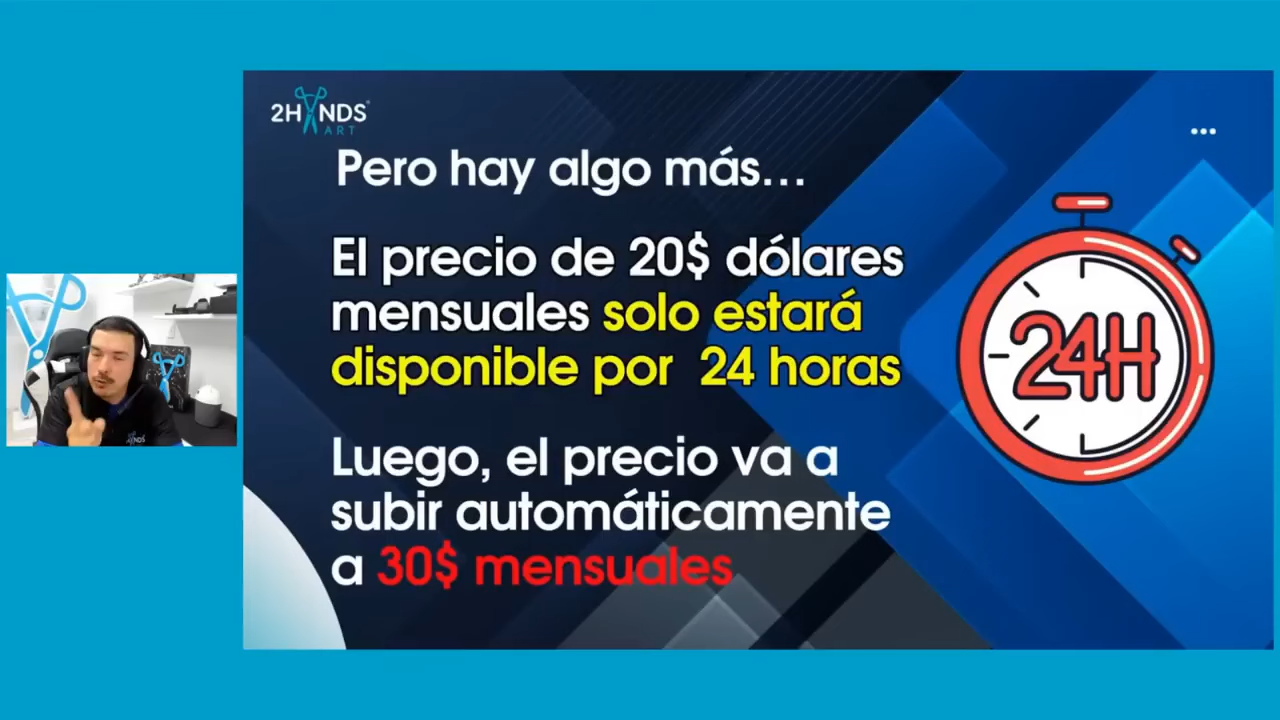 2HANDS
ART
Pero hay algo más...
El precio de 20$ dólares
mensuales solo estará
disponible por 24 horas
24H
Luego, el precio va a
subir automáticamente
a 30$ mensuales